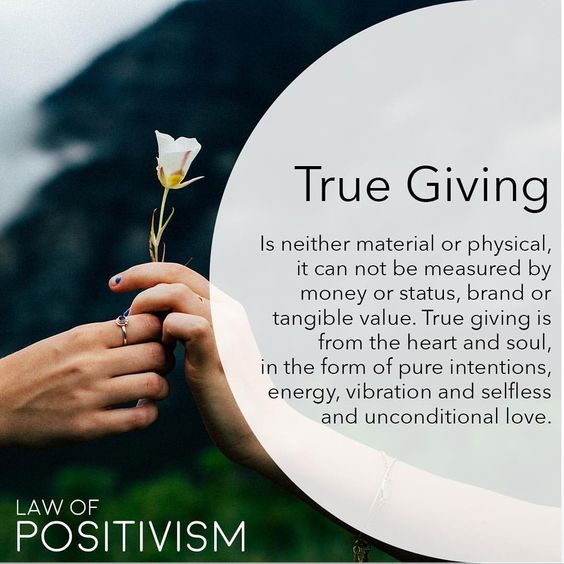 True Giving
Is neither material or physical,
it can not be measured by
money or status, brand or
tangible value. True giving is
from the heart and soul,
in the form of pure intentions,
energy, vibration and selfless
and unconditional love.
LAW OF
POSITIVISM